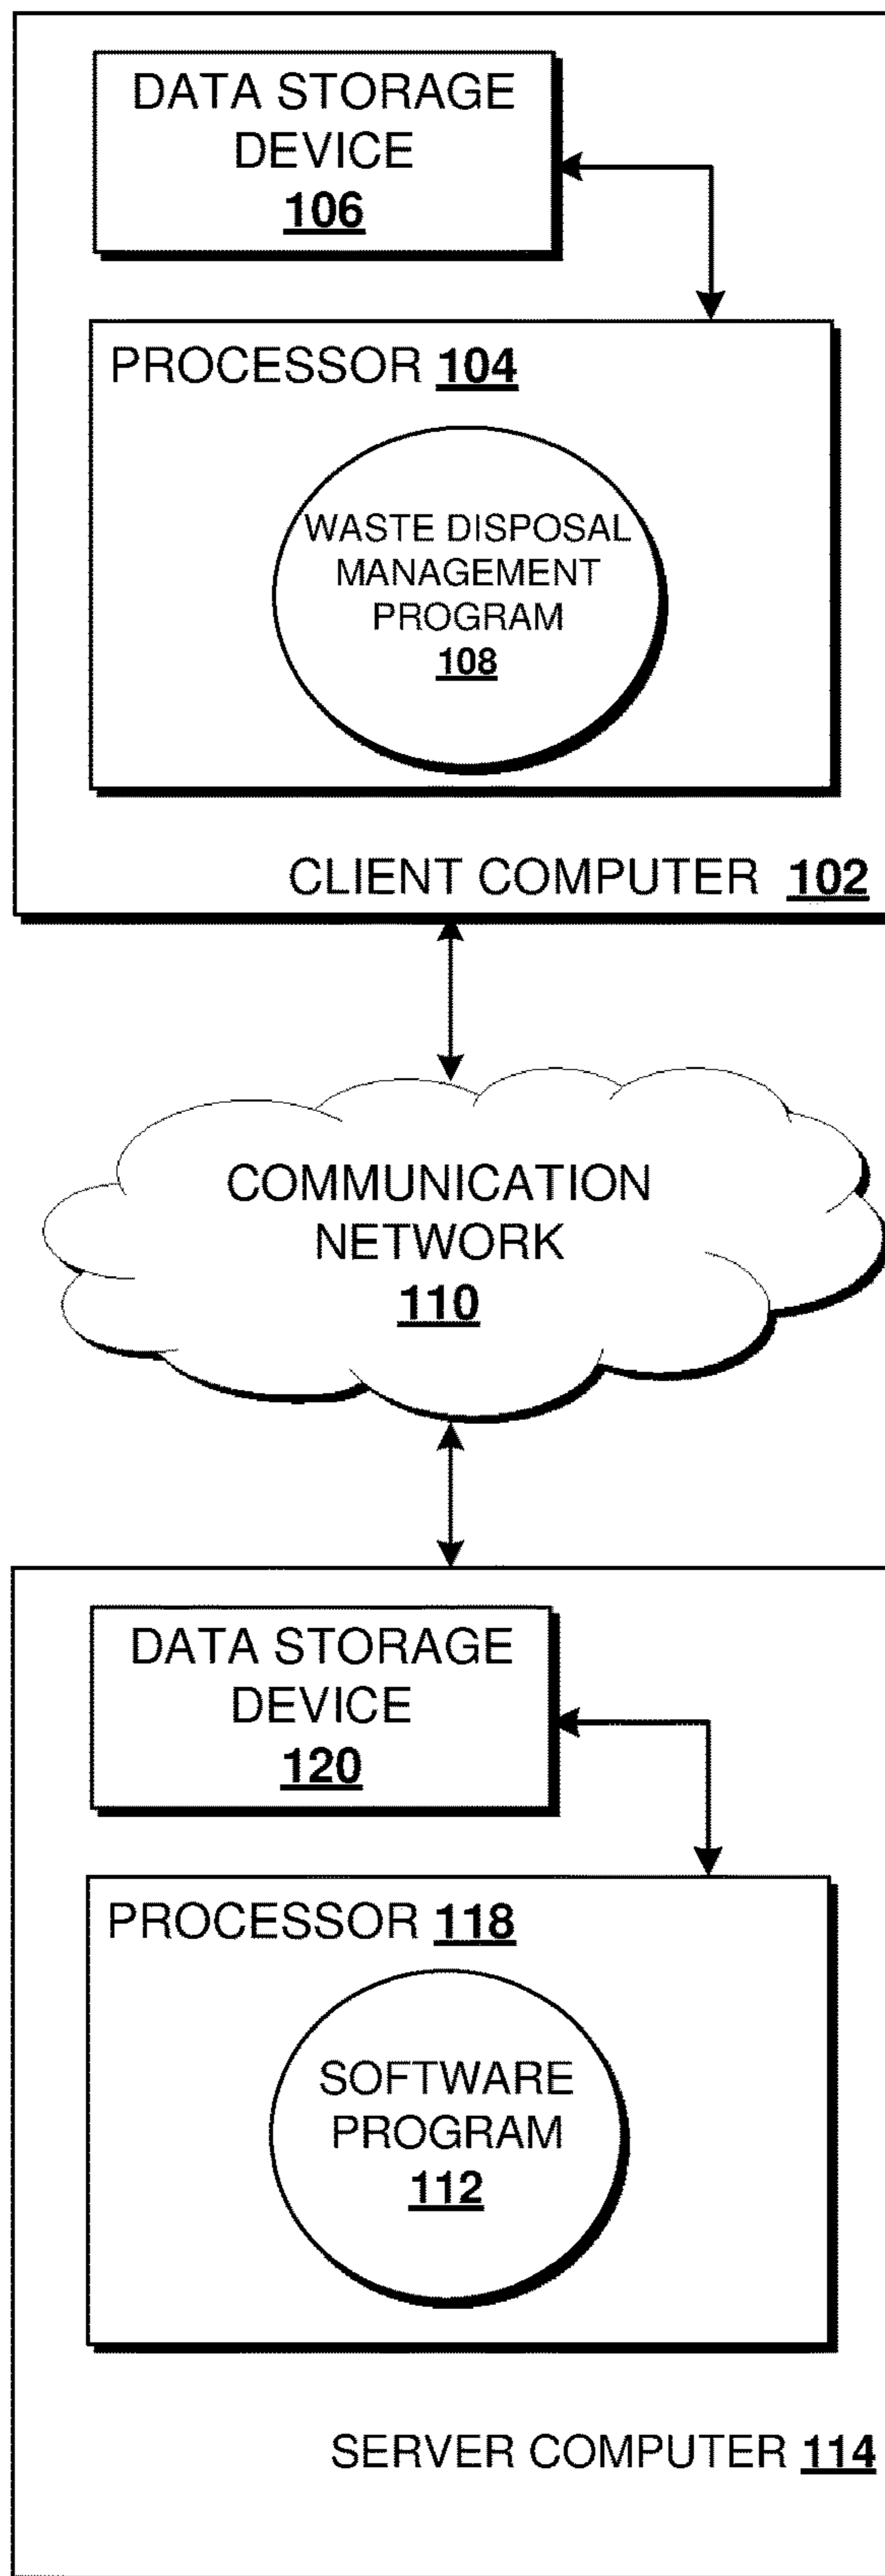 DATA STORAGE
DEVICE
106
PROCESSOR 104
WASTE DISPOSAL
MANAGEMENT
PROGRAM
108
CLIENT COMPUTER 102
COMMUNICATION
NETWORK
110
DATA STORAGE
DEVICE
120
PROCESSOR 118
SOFTWARE
PROGRAM
112
SERVER COMPUTER 114